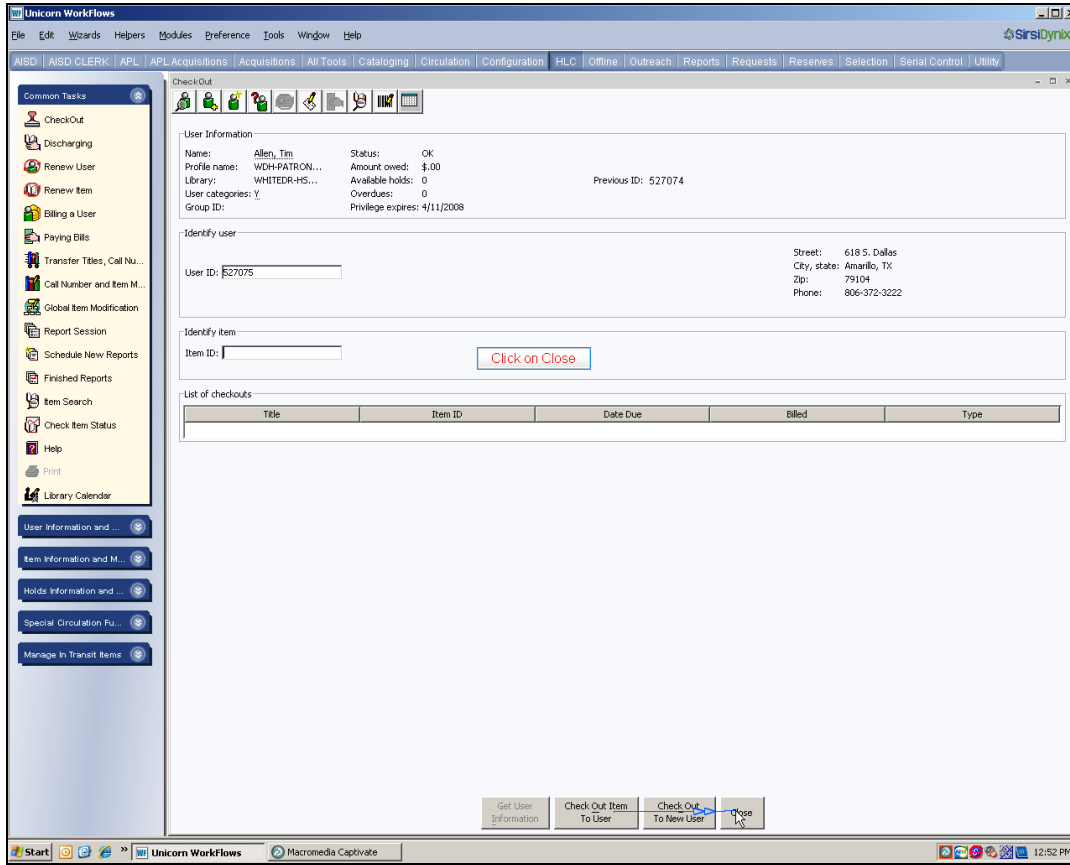 Unicorn WorkFlows
File Edit Wizards Helpers Modules Preference Tools Window Help
SirsiDynix
AISD AISD CLERK APL APL Acquisitions Acquisitions All Tools Cataloging Circulation Configuration HLC Offline Outreach Reports Requests Reserves Selection Serial Control Utility
Common Tasks
CheckOut
Discharging
Renew User
Renew Item
Billing a User
Paying Bills
Transfer Titles, Call Nu...
Call Number and Item M...
Global Item Modification
Report Session
Schedule New Reports
Finished Reports
Item Search
Check Item Status
Help
Print
Library Calendar
User Information and ...
Item Information and M...
Holds Information and ...
Special Circulation Fu...
Manage In Transit Items
CheckOut
User Information
Name: Allen, Tim Status: OK
Profile name: WDH-PATRON... Amount owed: $.00
Library: WHITEDR-HS... Available holds: 0 Previous ID: 527074
User categories: Y Overdues: 0
Group ID: Privilege expires: 4/11/2008
Identify user
User ID: 527075
Street: 618 S. Dallas
City, state: Amarillo, TX
Zip: 79104
Phone: 806-372-3222
Identify item
Item ID:
Click on Close
List of checkouts
Title Item ID Date Due Billed Type
Get User Information
Check Out Item To User
Check Out To New User
Close
Start » Unicorn WorkFlows Macromedia Captivate 12:52 PM